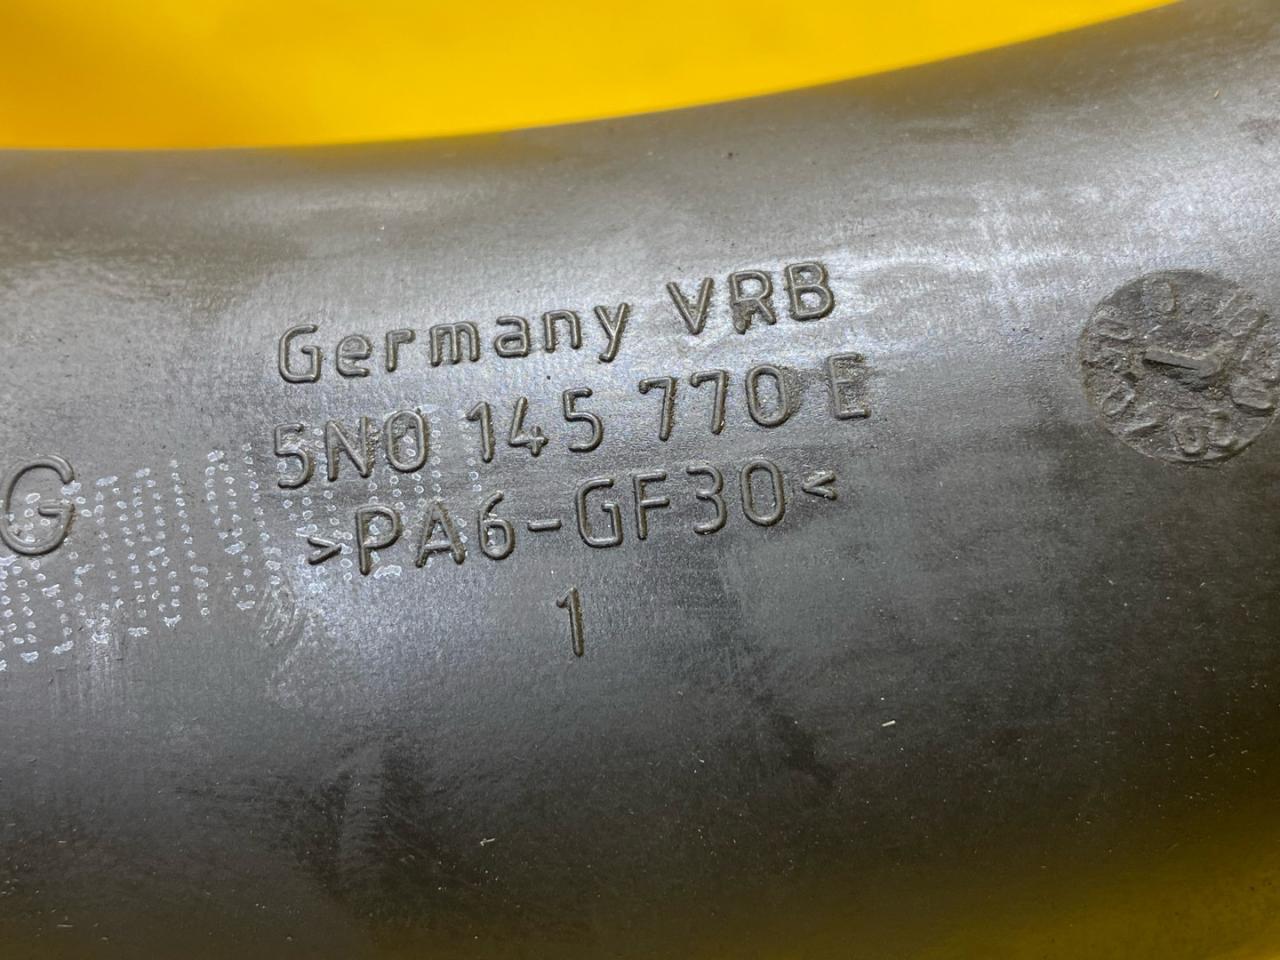 Germany VRB
5N0 145 770 E
G
>PA6-GF30<
1